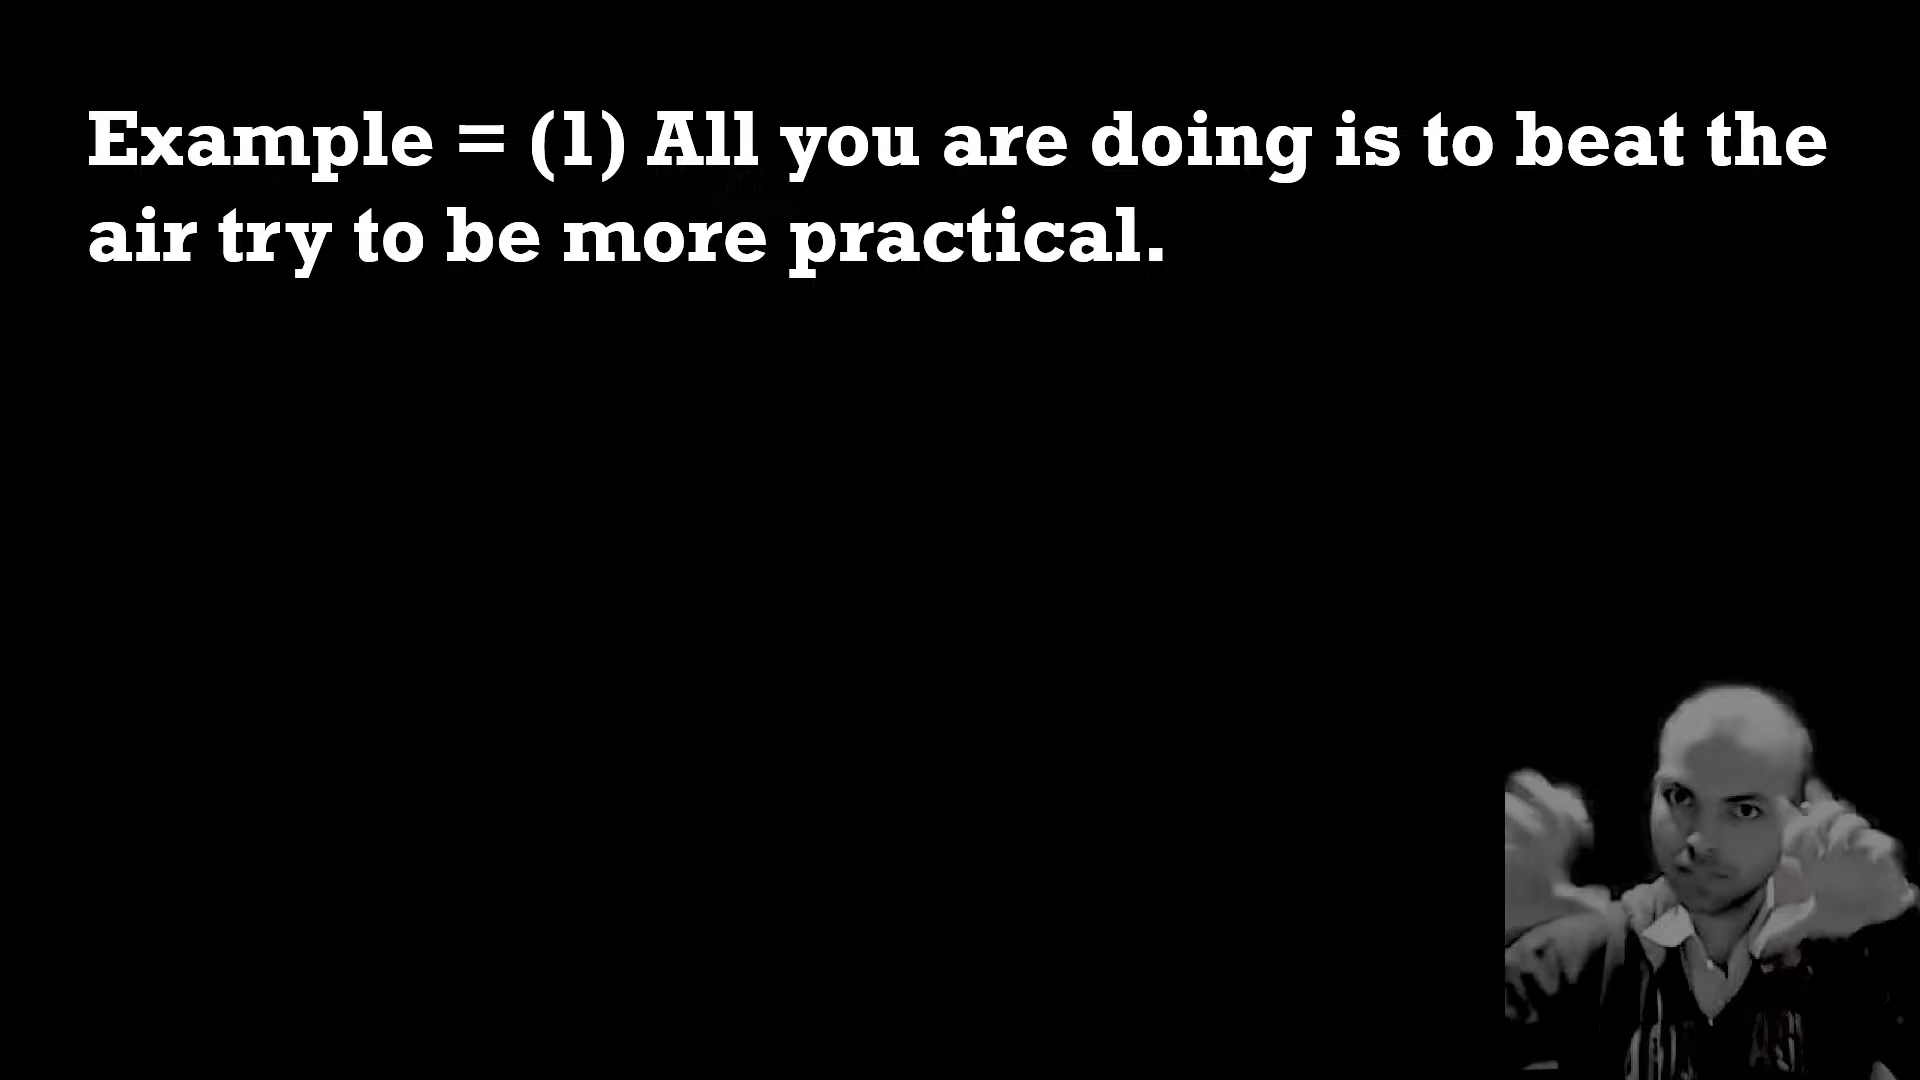 Example = (1) All you are doing is to beat the
air try to be more practical.